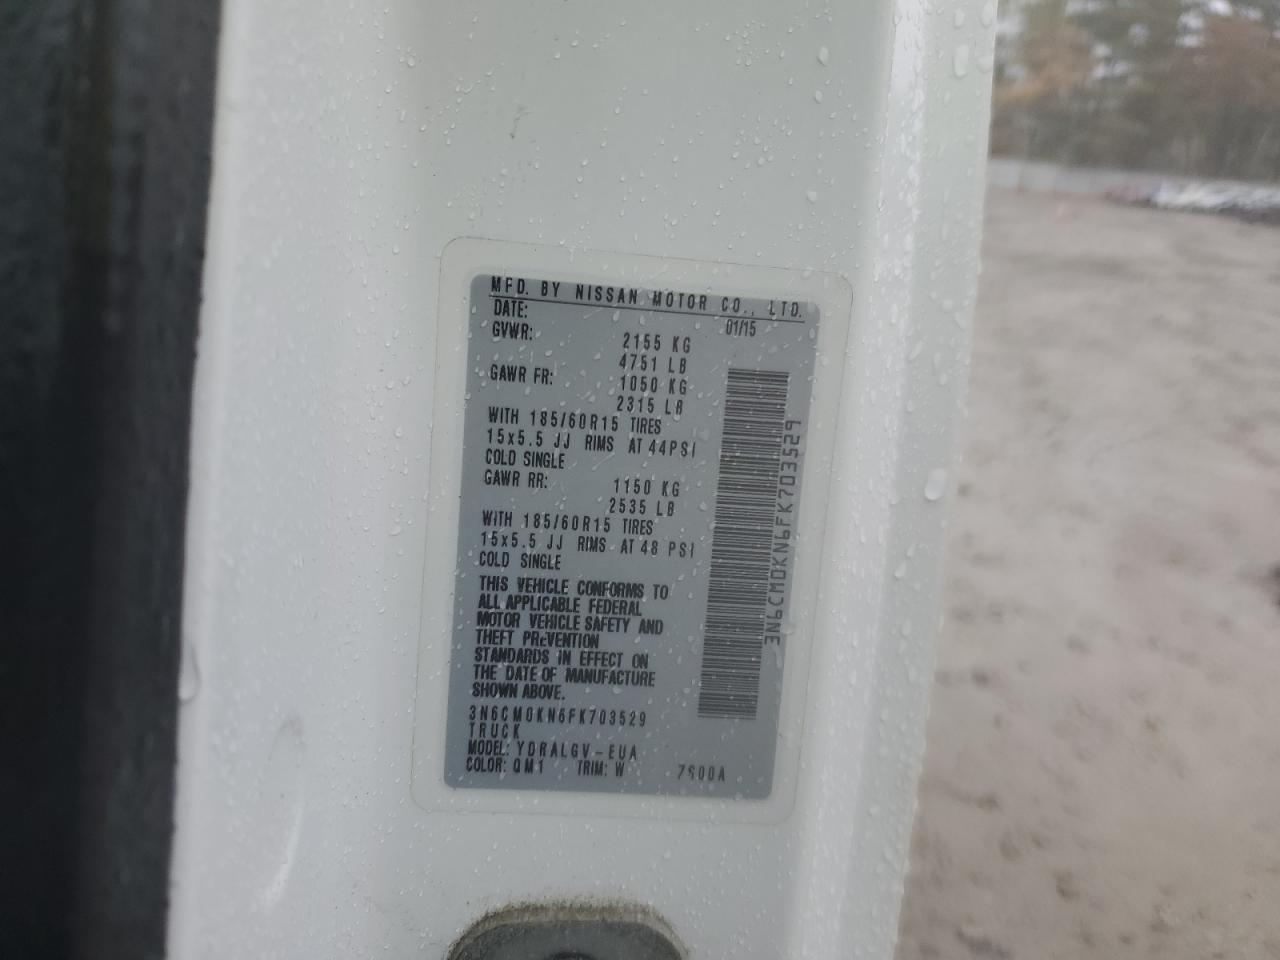 MFD. BY NISSAN MOTOR CO., LTD.
DATE: 01/15
GVWR: 2155 KG
4751 LB
GAWR FR: 1050 KG
2315 LB
WITH 185/60R15 TIRES
15x5.5 JJ RIMS AT 44PSI
COLD SINGLE
GAWR RR: 1150 KG
2535 LB
WITH 185/60R15 TIRES
15x5.5 JJ RIMS AT 48 PSI
COLD SINGLE
THIS VEHICLE CONFORMS TO
ALL APPLICABLE FEDERAL
MOTOR VEHICLE SAFETY AND
THEFT PREVENTION
STANDARDS IN EFFECT ON
THE DATE OF MANUFACTURE
SHOWN ABOVE.
3N6CM0KN6FK703529
TRUCK
MODEL: YDRALGV-EUA
COLOR: QM1 TRIM: W 7S00A
3N6CM0KN6FK703529